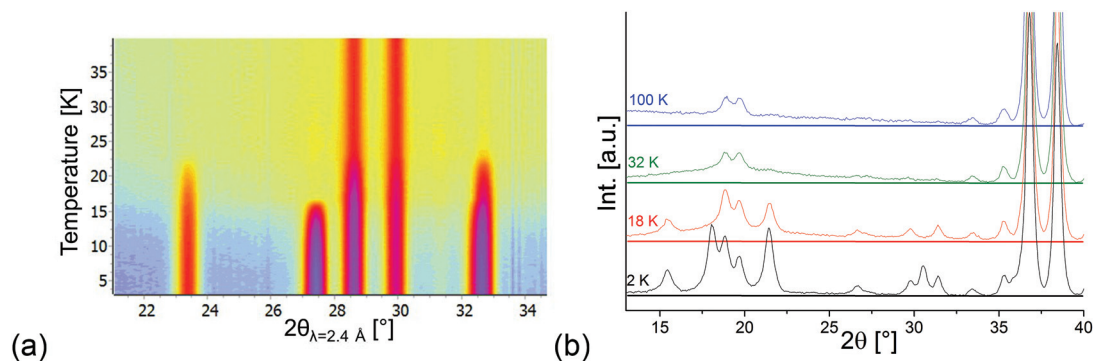 (a)
Temperature [K]
35
30
25
20
15
10
5
22 24 26 28 30 32 34
2θλ=2.4 Å [°]
(b)
Int. [a.u.]
100 K
32 K
18 K
2 K
15 20 25 30 35 40
2θ [°]